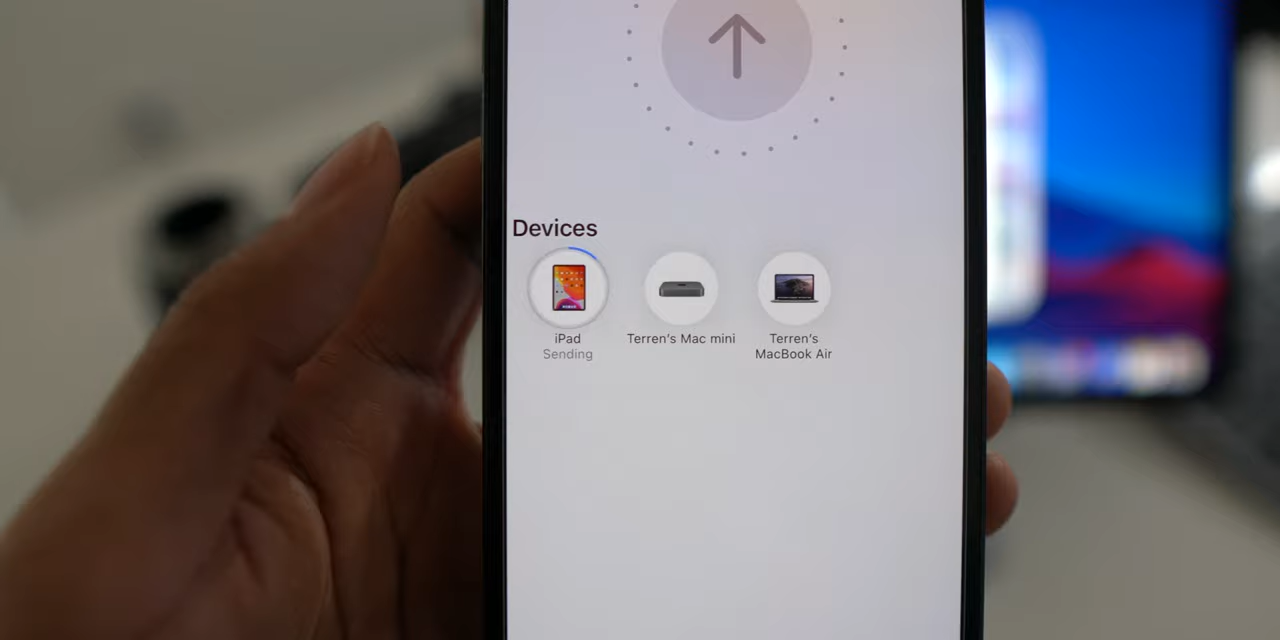 Devices
iPad
Sending
Terren's Mac mini
Terren's
MacBook Air